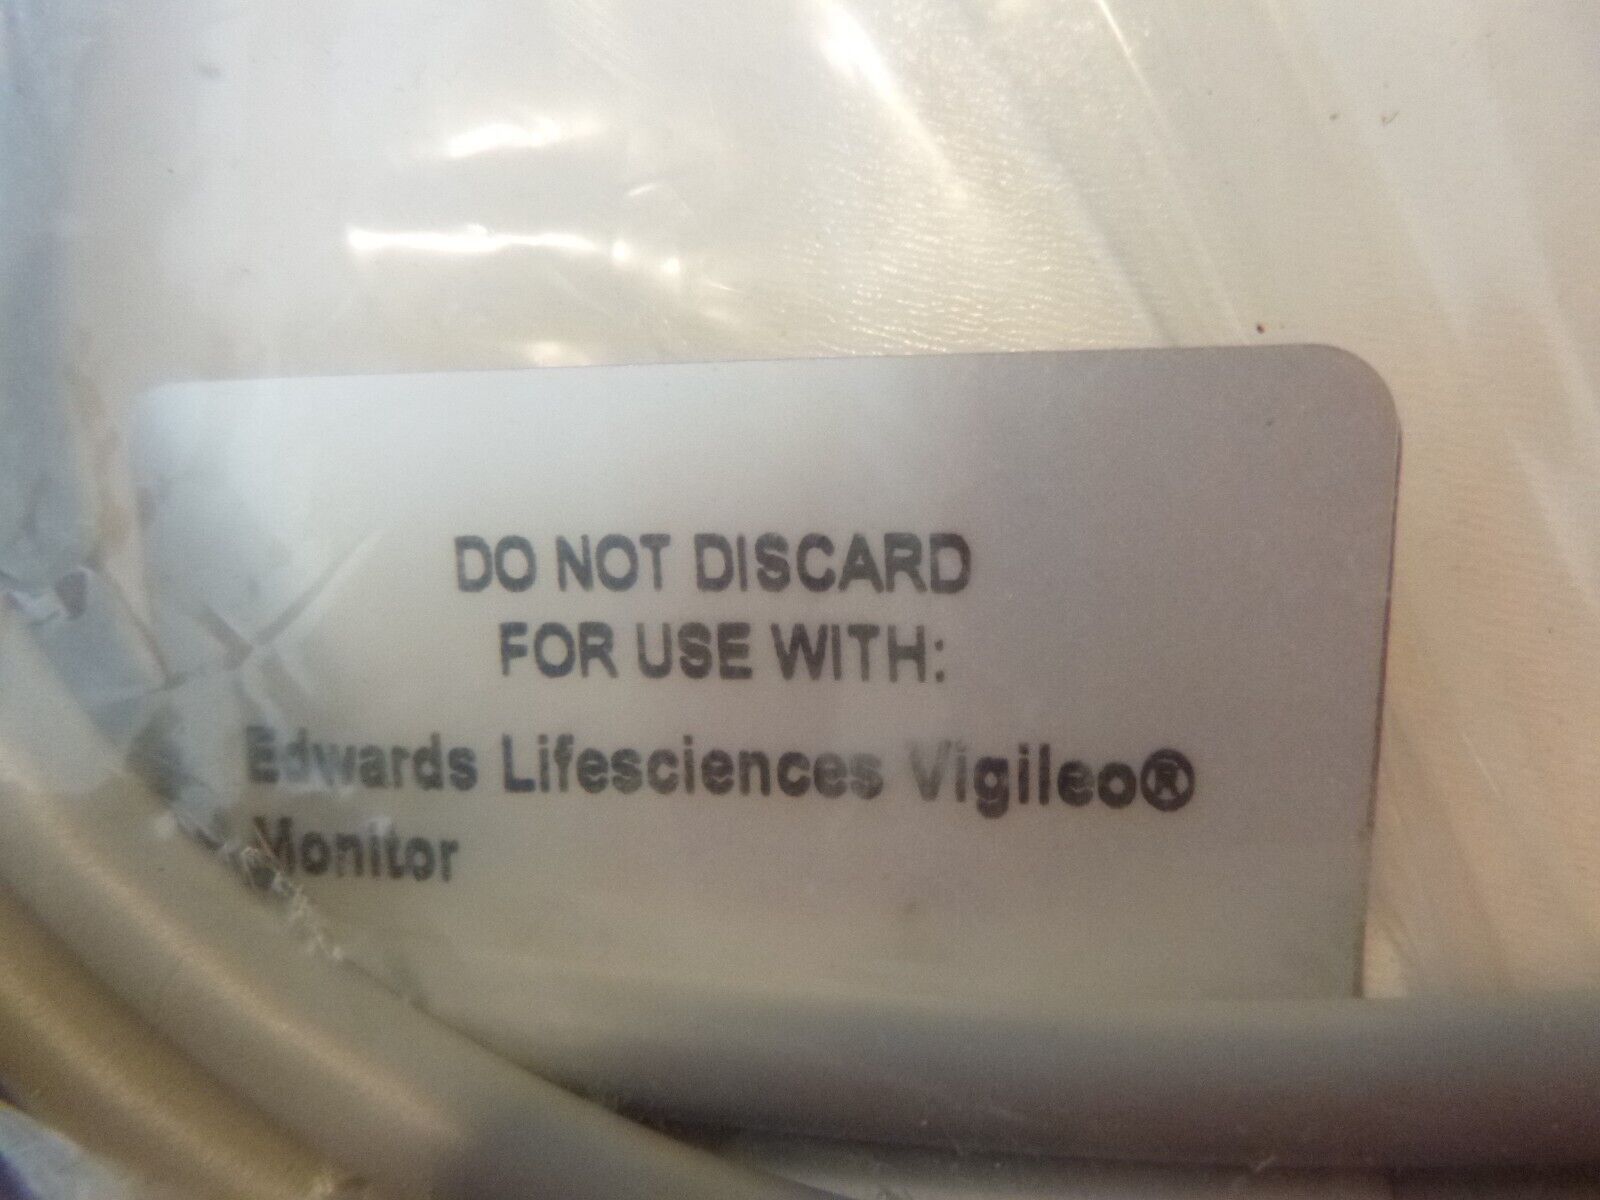 DO NOT DISCARD
FOR USE WITH:
Edwards Lifesciences Vigileo®
Monitor